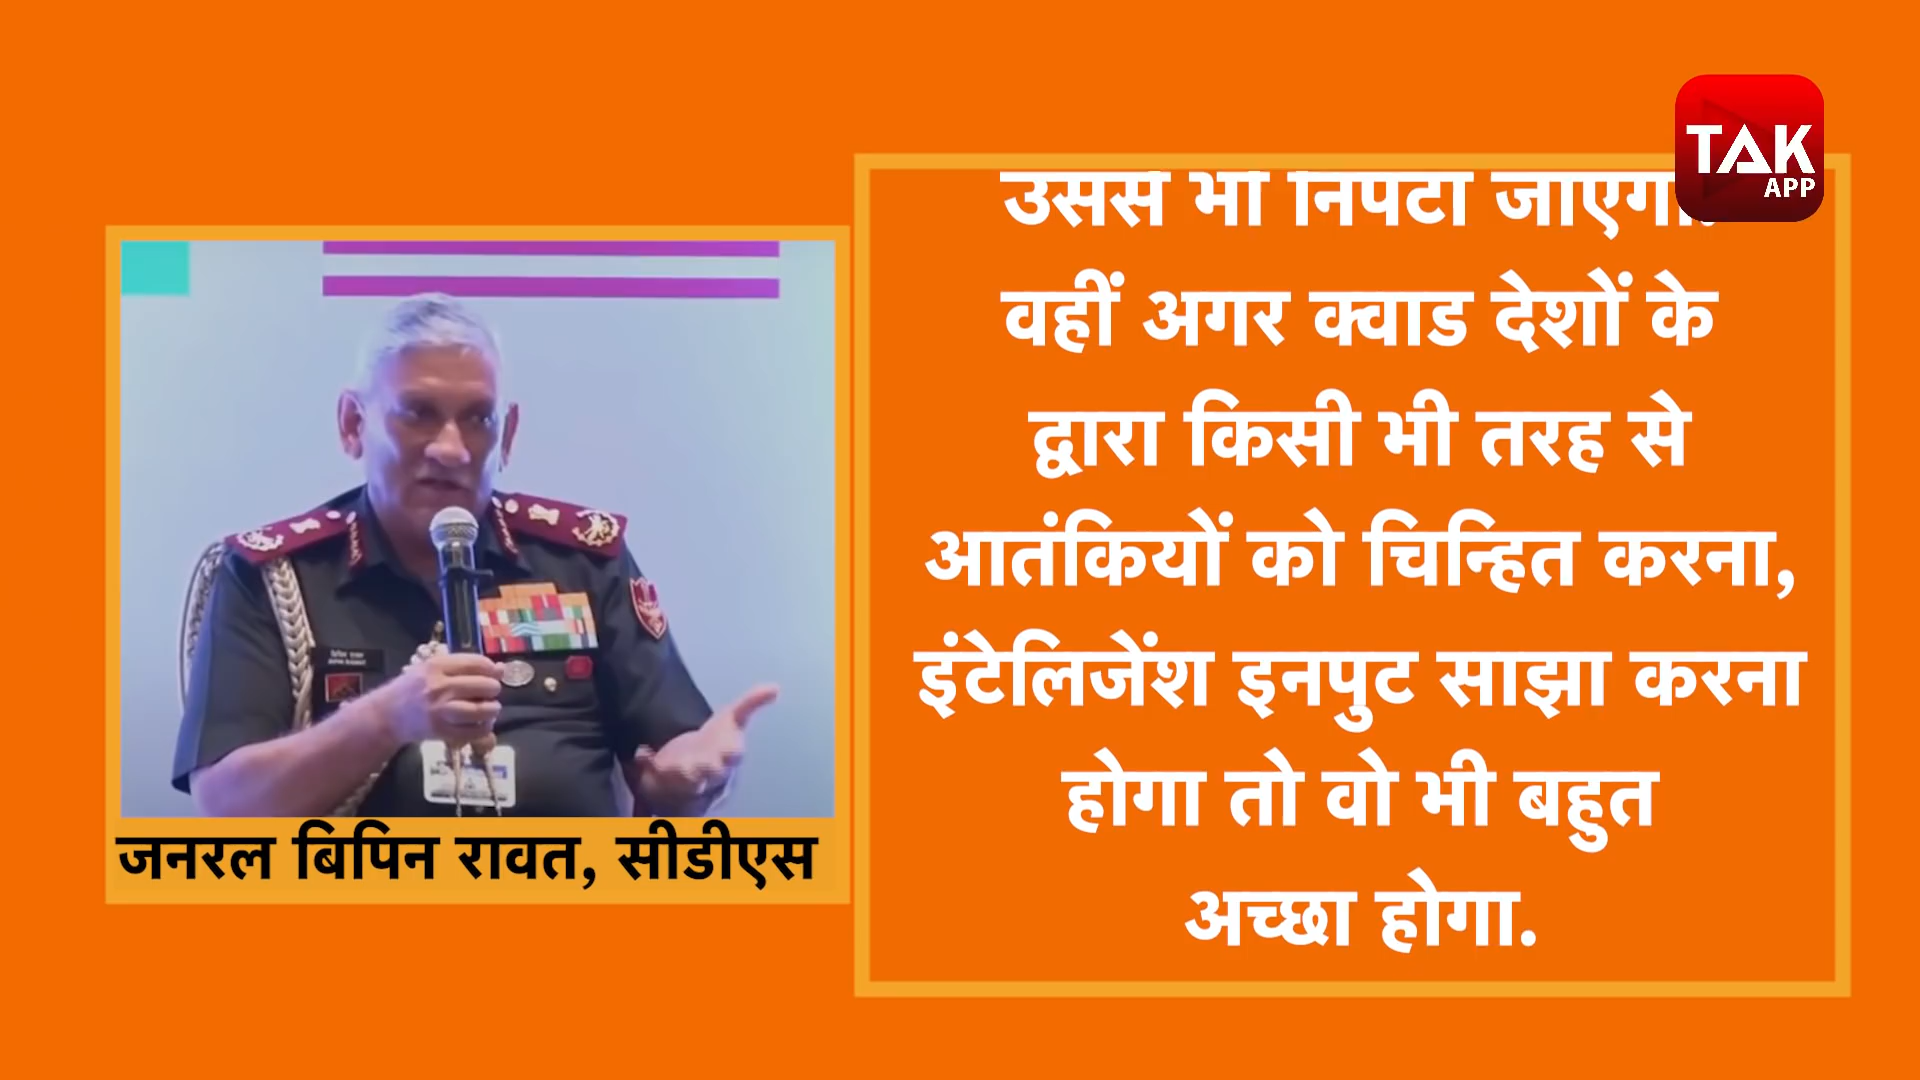 TAK
APP
उससे भी निपटा जाएगा.
वहीं अगर क्वाड देशों के
द्वारा किसी भी तरह से
आतंकियों को चिन्हित करना,
इंटेलिजेंश इनपुट साझा करना
होगा तो वो भी बहुत
अच्छा होगा.
जनरल बिपिन रावत, सीडीएस